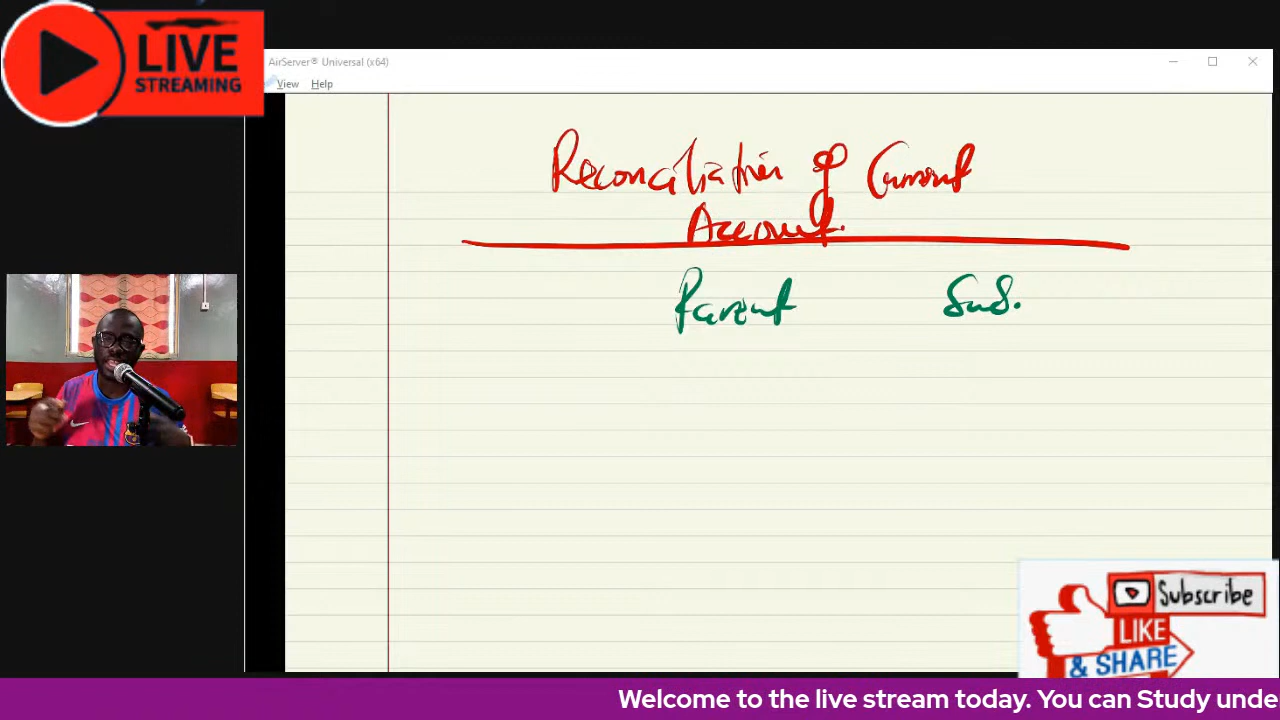 LIVE
STREAMING
AirServer® Universal (x64)
View Help
Reconciliation of Current
Account.
Parent Sub.
Subscribe
LIKE
& SHARE
Welcome to the live stream today. You can Study unde